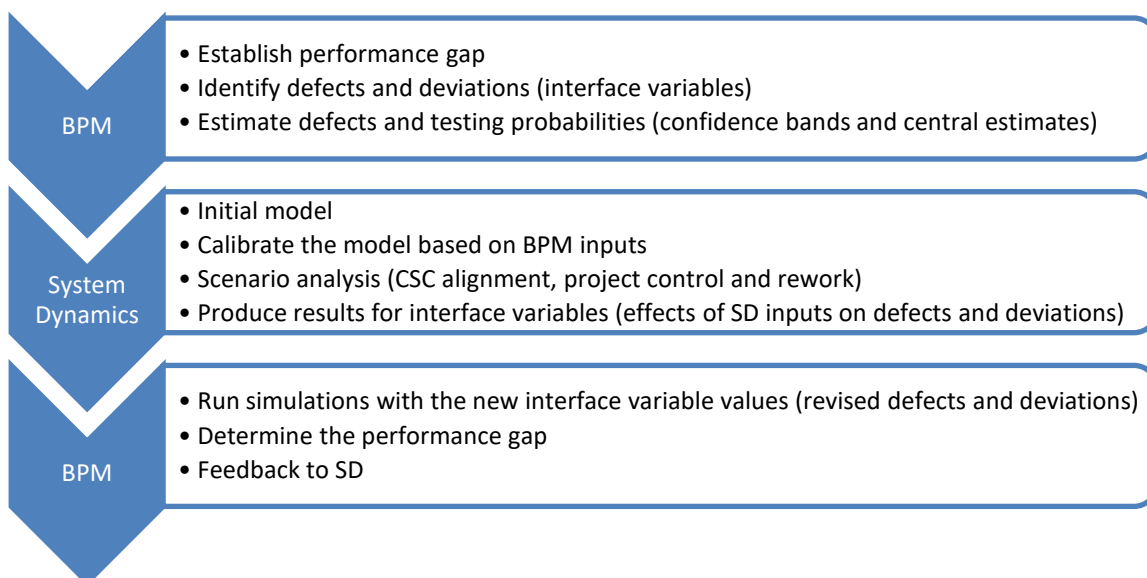 BPM
• Establish performance gap
• Identify defects and deviations (interface variables)
• Estimate defects and testing probabilities (confidence bands and central estimates)
System
Dynamics
• Initial model
• Calibrate the model based on BPM inputs
• Scenario analysis (CSC alignment, project control and rework)
• Produce results for interface variables (effects of SD inputs on defects and deviations)
BPM
• Run simulations with the new interface variable values (revised defects and deviations)
• Determine the performance gap
• Feedback to SD